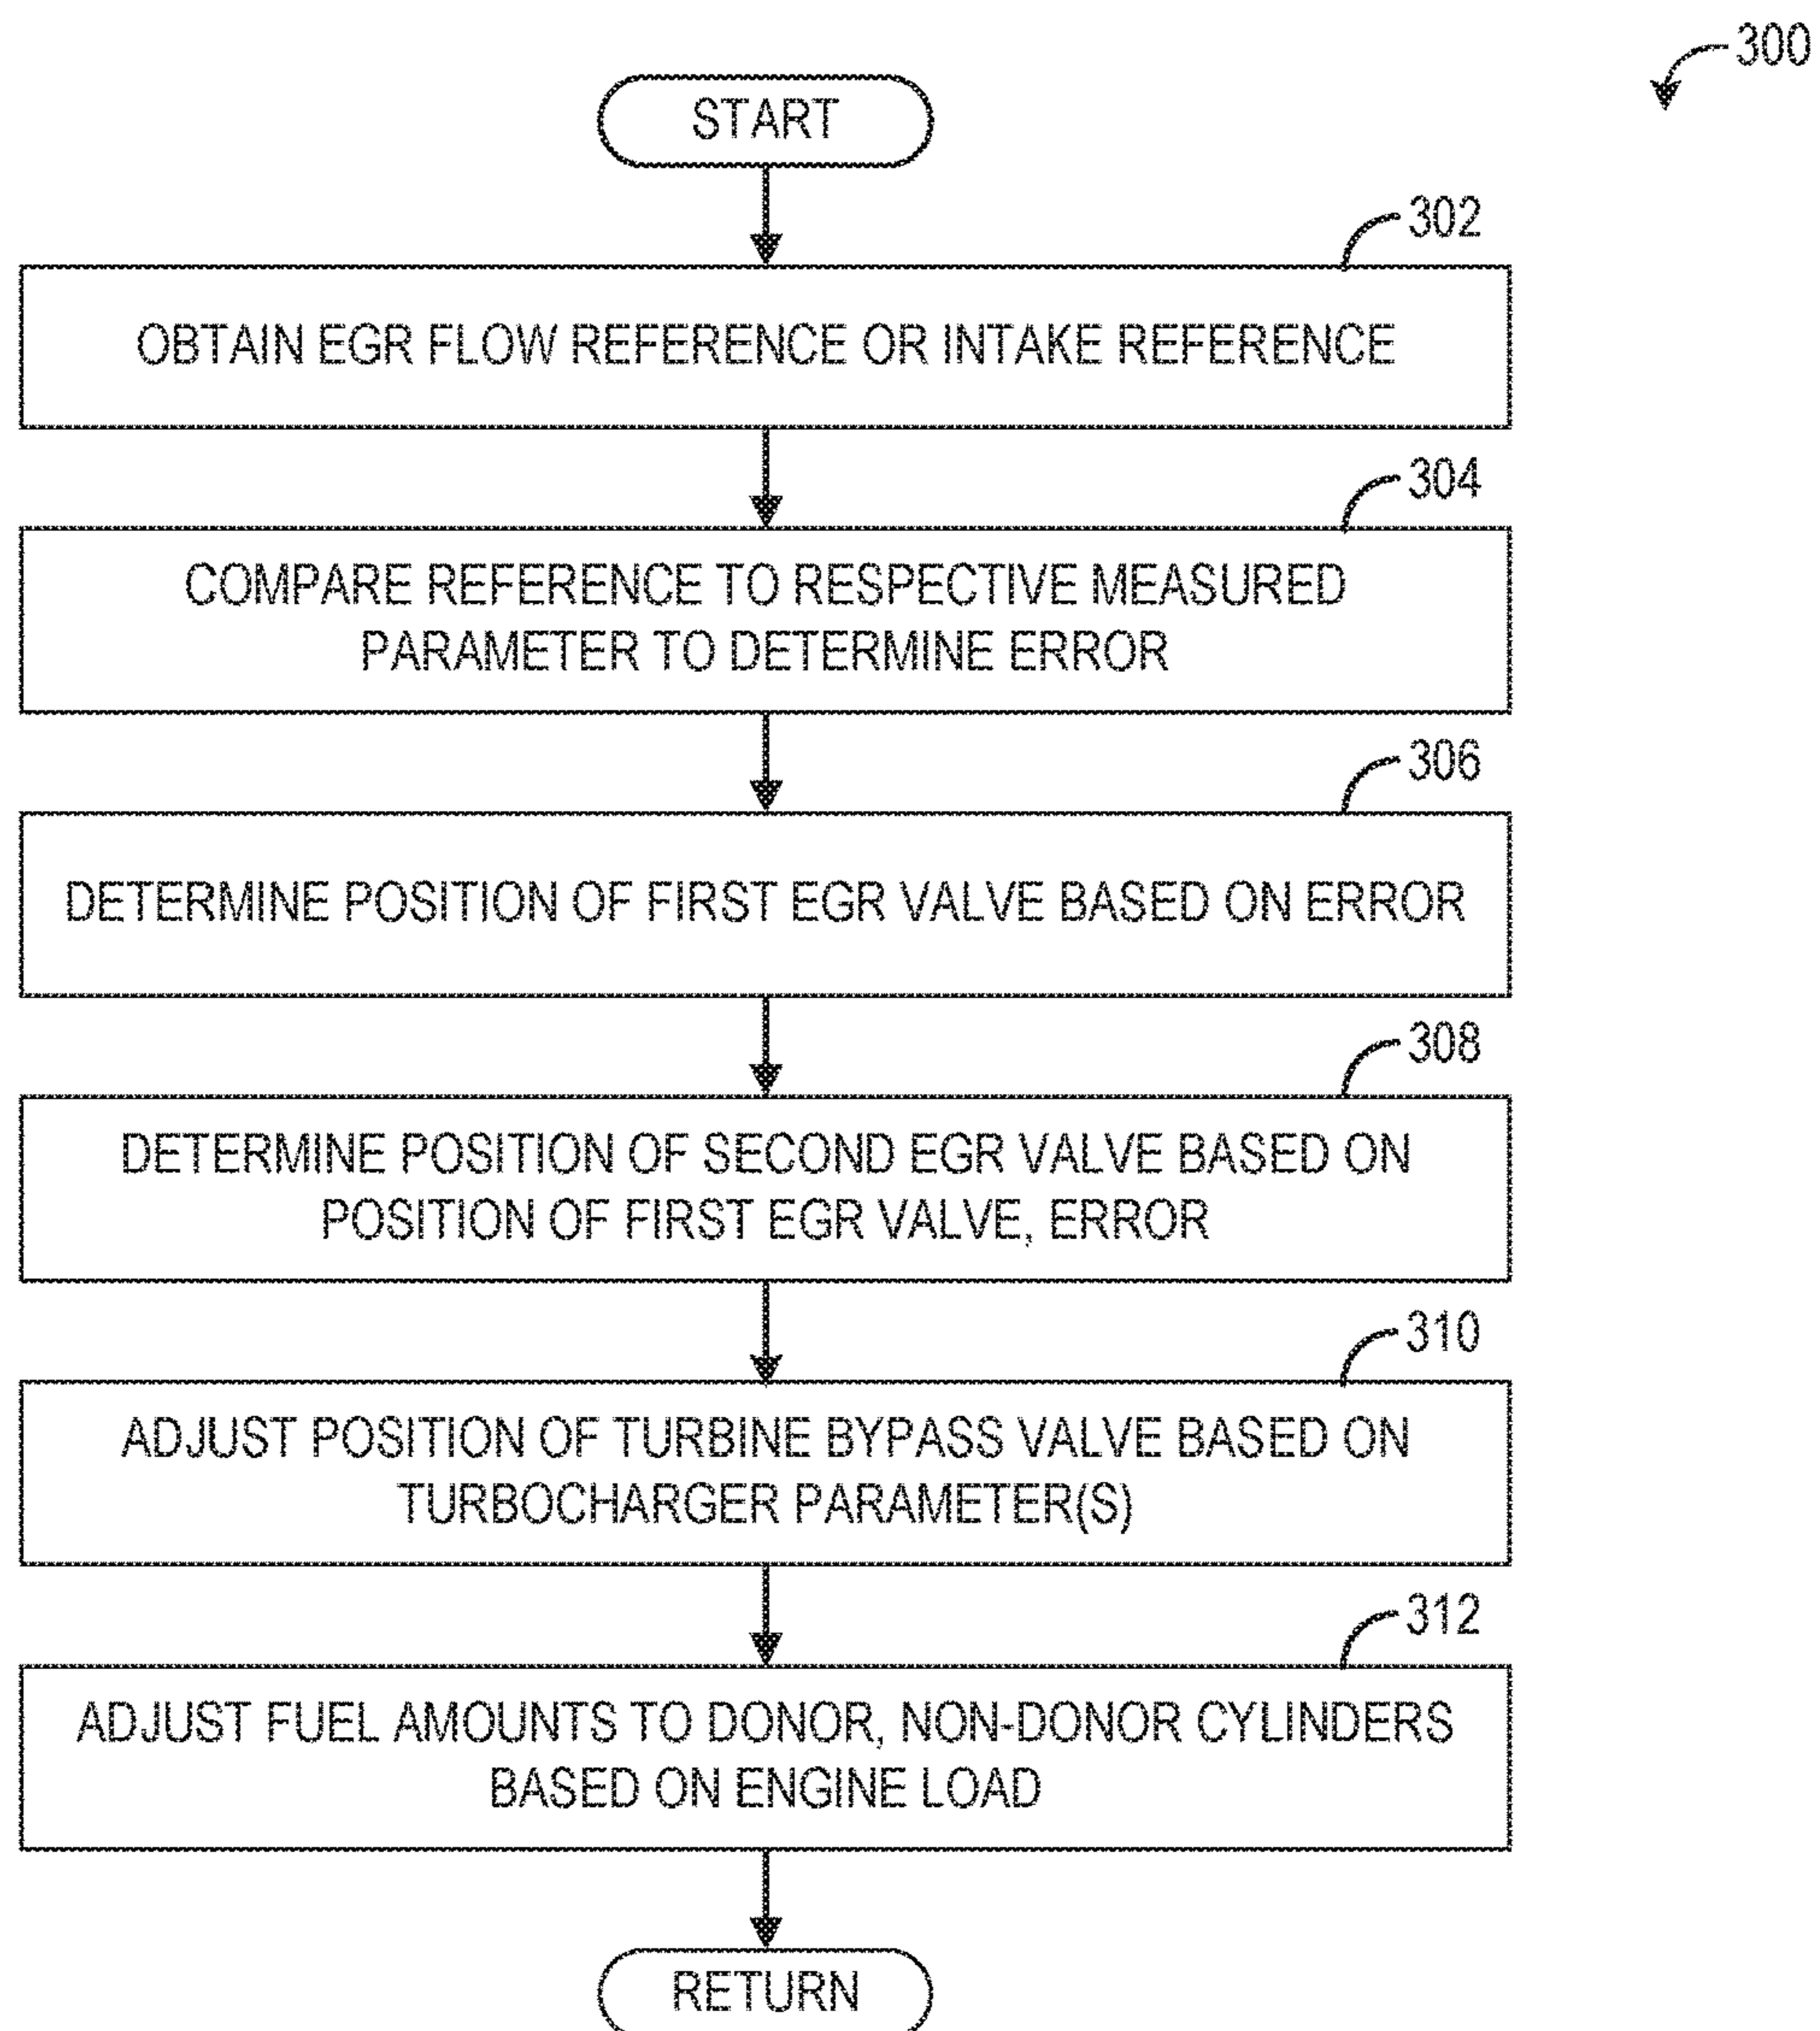 300
START
302
OBTAIN EGR FLOW REFERENCE OR INTAKE REFERENCE
304
COMPARE REFERENCE TO RESPECTIVE MEASURED
PARAMETER TO DETERMINE ERROR
306
DETERMINE POSITION OF FIRST EGR VALVE BASED ON ERROR
308
DETERMINE POSITION OF SECOND EGR VALVE BASED ON
POSITION OF FIRST EGR VALVE, ERROR
310
ADJUST POSITION OF TURBINE BYPASS VALVE BASED ON
TURBOCHARGER PARAMETER(S)
312
ADJUST FUEL AMOUNTS TO DONOR, NON-DONOR CYLINDERS
BASED ON ENGINE LOAD
RETURN